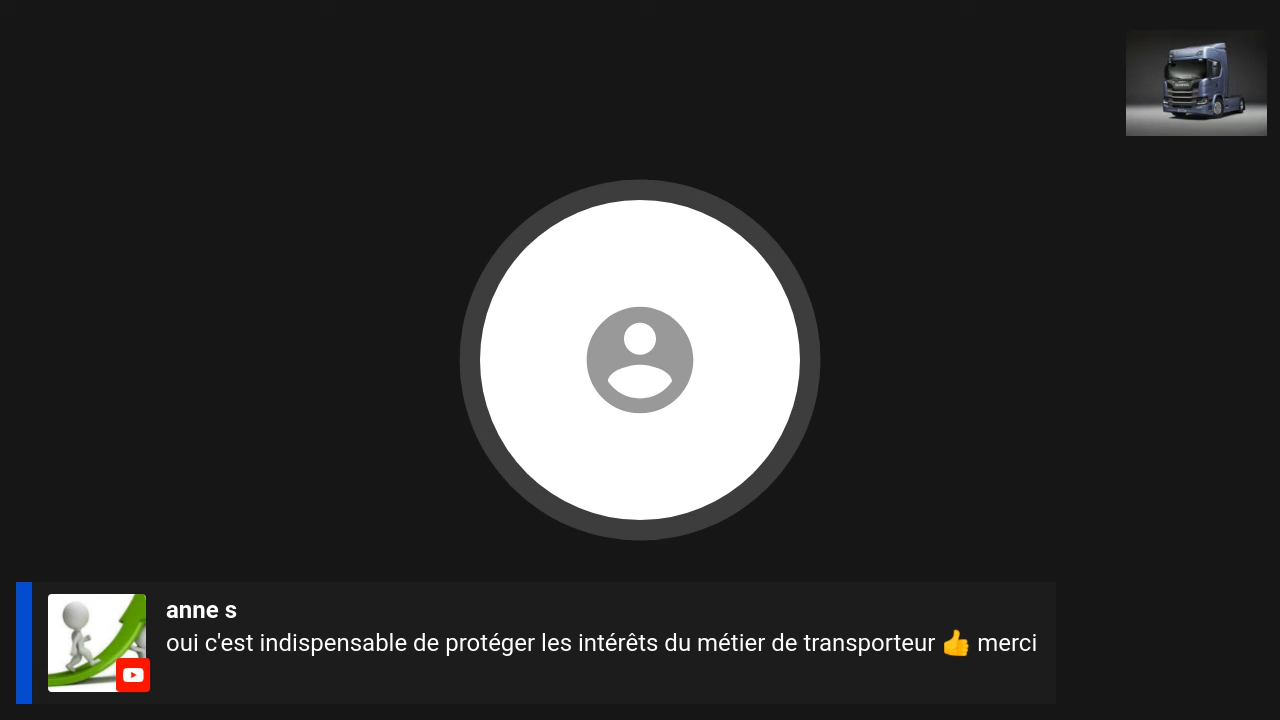 anne s
oui c'est indispensable de protéger les intérêts du métier de transporteur 👍 merci